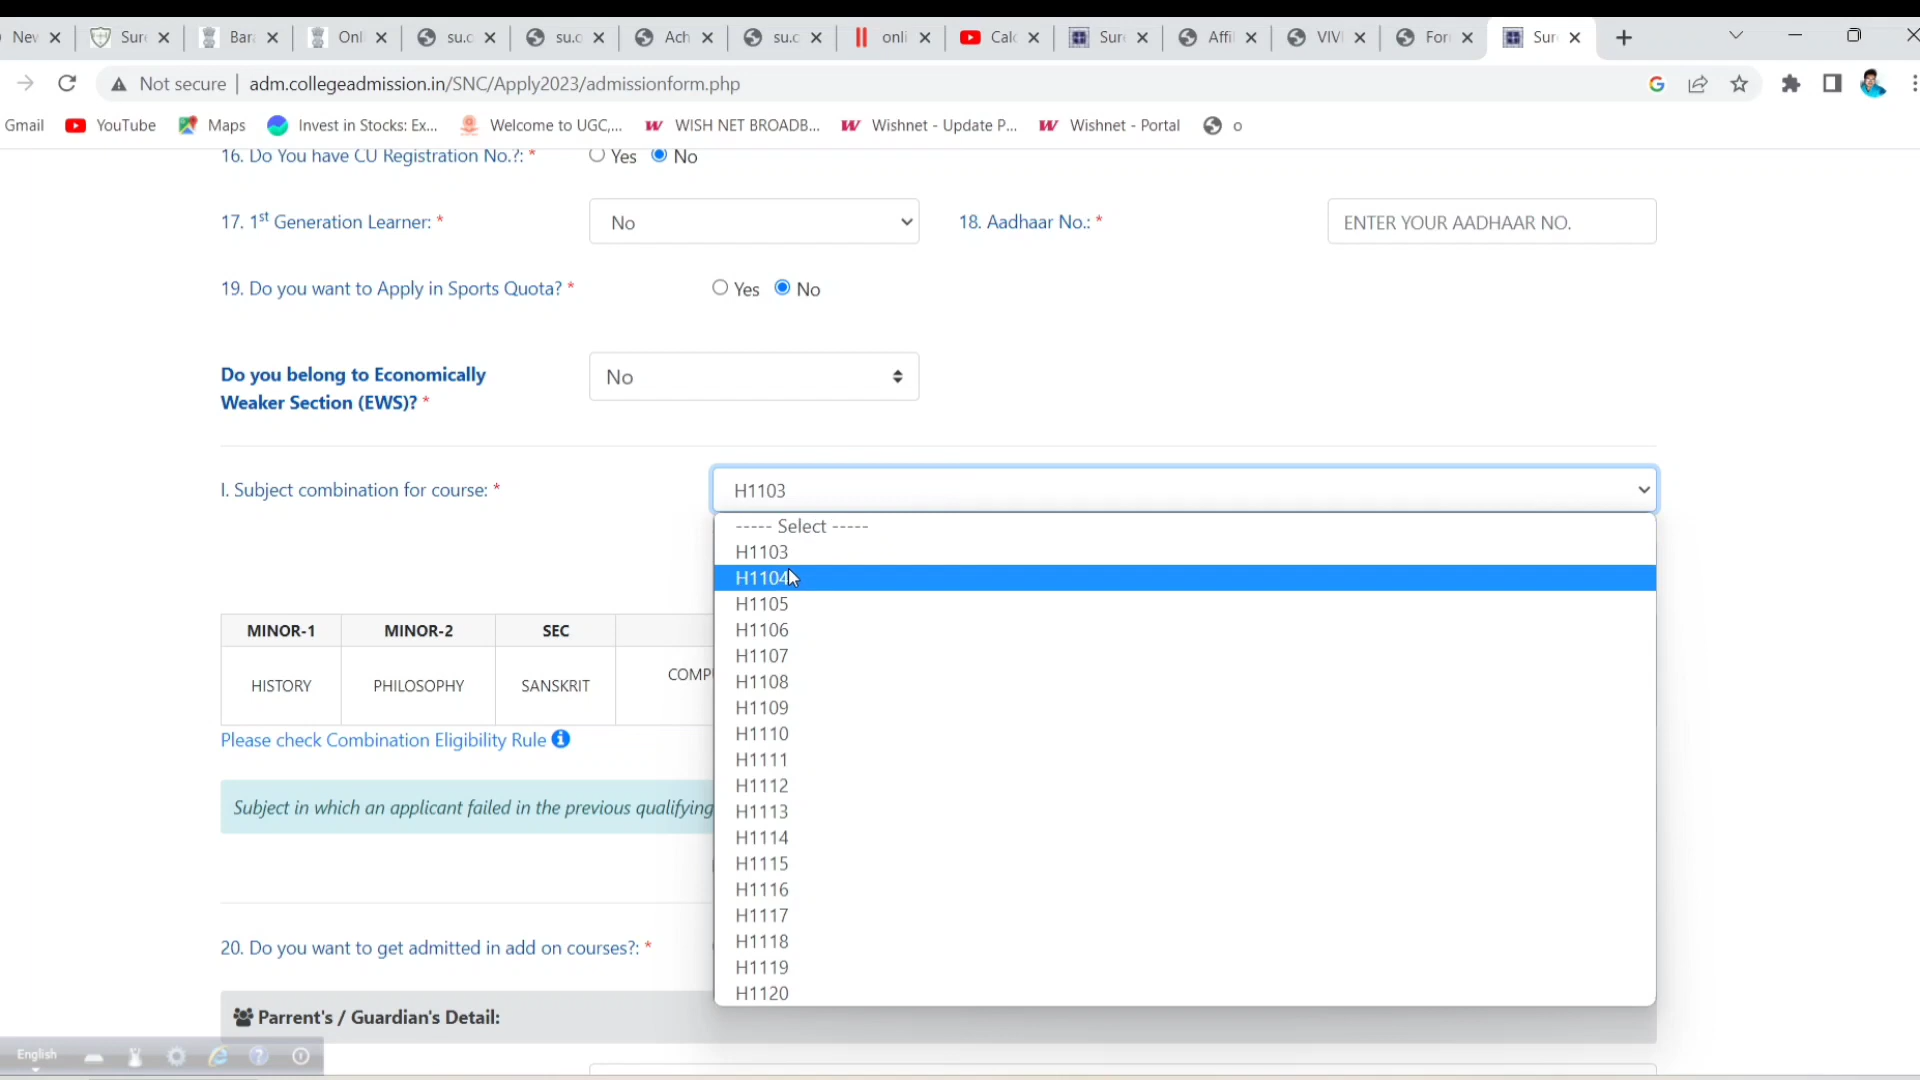 New
Sur
Bar
Onl
su.c
su.c
Ach
su.c
onli
Calc
Sur
Affi
VIVI
For
Sur
Not secure | adm.collegeadmission.in/SNC/Apply2023/admissionform.php
Gmail YouTube Maps Invest in Stocks: Ex... Welcome to UGC,... WISH NET BROADB... Wishnet - Update P... Wishnet - Portal o
16. Do You have CU Registration No.?: * Yes No
17. 1st Generation Learner: * No 18. Aadhaar No.: * ENTER YOUR AADHAAR NO.
19. Do you want to Apply in Sports Quota? * Yes No
Do you belong to Economically
Weaker Section (EWS)? *
No
I. Subject combination for course: * H1103
----- Select -----
H1103
H1104
H1105
H1106
H1107
H1108
H1109
H1110
H1111
H1112
H1113
H1114
H1115
H1116
H1117
H1118
H1119
H1120
MINOR-1 MINOR-2 SEC
HISTORY PHILOSOPHY SANSKRIT COMP
Please check Combination Eligibility Rule
Subject in which an applicant failed in the previous qualifying
20. Do you want to get admitted in add on courses?: *
Parrent's / Guardian's Detail:
English